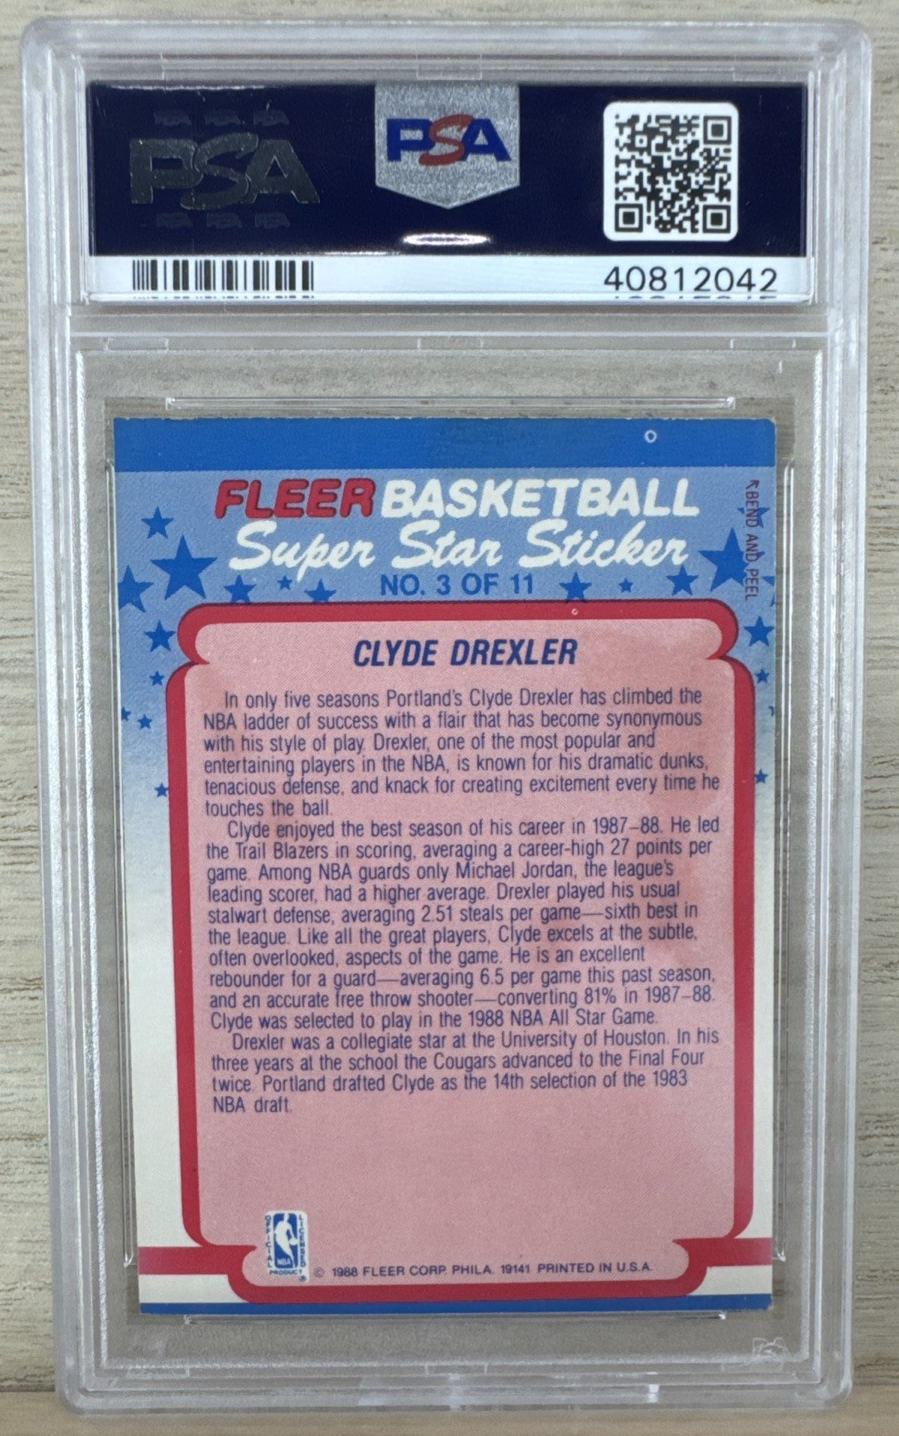 PSA PSA PSA
PSA
PSA PSA PSA
PSA
40812042
FLEER BASKETBALL
Super Star Sticker
NO. 3 OF 11
BEND AND PEEL
CLYDE DREXLER
In only five seasons Portland's Clyde Drexler has climbed the
NBA ladder of success with a flair that has become synonymous
with his style of play. Drexler, one of the most popular and
entertaining players in the NBA, is known for his dramatic dunks,
tenacious defense, and knack for creating excitement every time he
touches the ball.
Clyde enjoyed the best season of his career in 1987–88. He led
the Trail Blazers in scoring, averaging a career-high 27 points per
game. Among NBA guards only Michael Jordan, the league's
leading scorer, had a higher average. Drexler played his usual
stalwart defense, averaging 2.51 steals per game—sixth best in
the league. Like all the great players, Clyde excels at the subtle,
often overlooked, aspects of the game. He is an excellent
rebounder for a guard—averaging 6.5 per game this past season,
and an accurate free throw shooter—converting 81% in 1987–88.
Clyde was selected to play in the 1988 NBA All Star Game.
Drexler was a collegiate star at the University of Houston. In his
three years at the school the Cougars advanced to the Final Four
twice. Portland drafted Clyde as the 14th selection of the 1983
NBA draft.
OFFICIAL LICENSED
NBA
PRODUCT ®
© 1988 FLEER CORP. PHILA. 19141 PRINTED IN U.S.A.